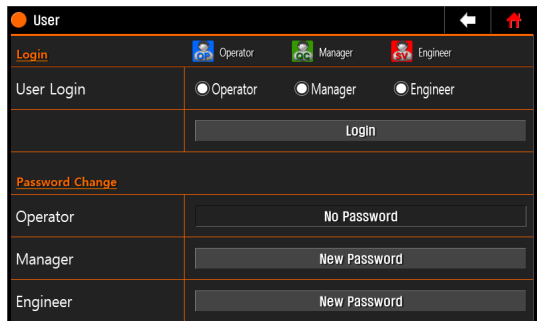 User
Login
OP Operator QC Manager SV Engineer
User Login Operator Manager Engineer
Login
Password Change
Operator No Password
Manager New Password
Engineer New Password